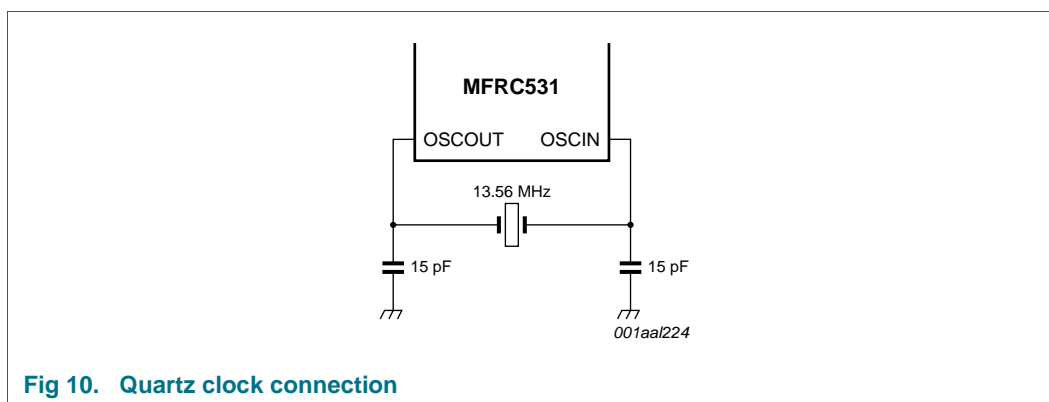 MFRC531
OSCOUT OSCIN
13.56 MHz
15 pF 15 pF
001aal224
Fig 10. Quartz clock connection